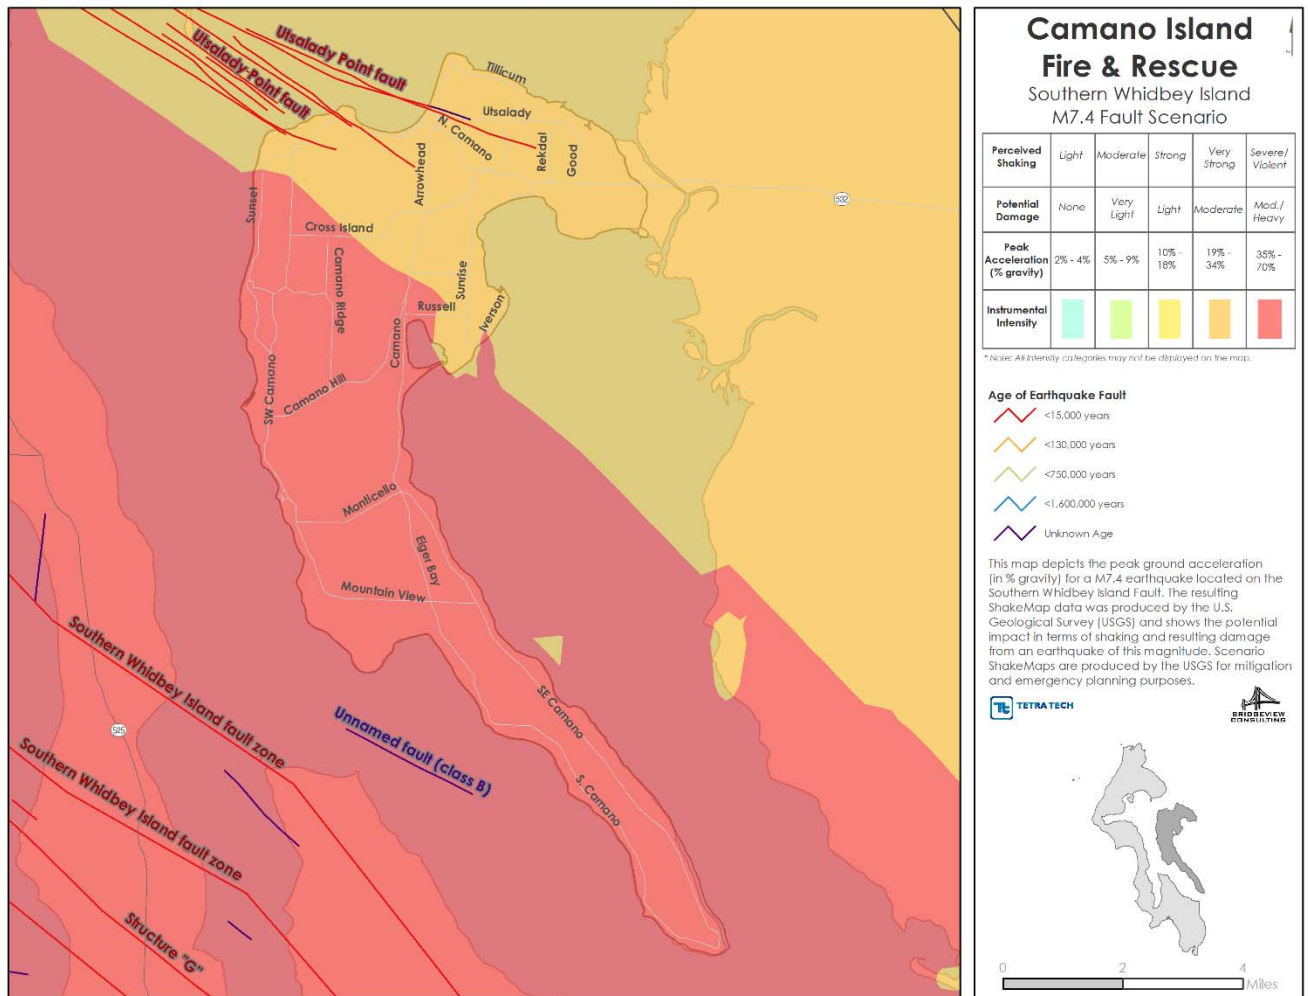 Utsalady Point fault
Utsalady Point fault
Tillicum
Utsalady
N. Camano
Arrowhead
Rekdal
Good
532
Sunset
Cross Island
Camano Ridge
Sunrise
Russell
Iverson
Camano
SW Camano
Camano Hill
Monticello
Elger Bay
Mountain View
Southern Whidbey Island fault zone
Unnamed fault (class B)
SE Camano
S. Camano
525
Southern Whidbey Island fault zone
Structure "G"
Camano Island
Fire & Rescue
Southern Whidbey Island
M7.4 Fault Scenario
Perceived Shaking Light Moderate Strong Very Strong Severe/ Violent
Potential Damage None Very Light Light Moderate Mod./ Heavy
Peak Acceleration (% gravity) 2% - 4% 5% - 9% 10% - 18% 19% - 34% 35% - 70%
Instrumental Intensity
* Note: All intensity categories may not be displayed on the map.
Age of Earthquake Fault
<15,000 years
<130,000 years
<750,000 years
<1,600,000 years
Unknown Age
This map depicts the peak ground acceleration
(in % gravity) for a M7.4 earthquake located on the
Southern Whidbey Island Fault. The resulting
ShakeMap data was produced by the U.S.
Geological Survey (USGS) and shows the potential
impact in terms of shaking and resulting damage
from an earthquake of this magnitude. Scenario
ShakeMaps are produced by the USGS for mitigation
and emergency planning purposes.
TETRA TECH
BRIDGEVIEW
CONSULTING
0 2 4
Miles